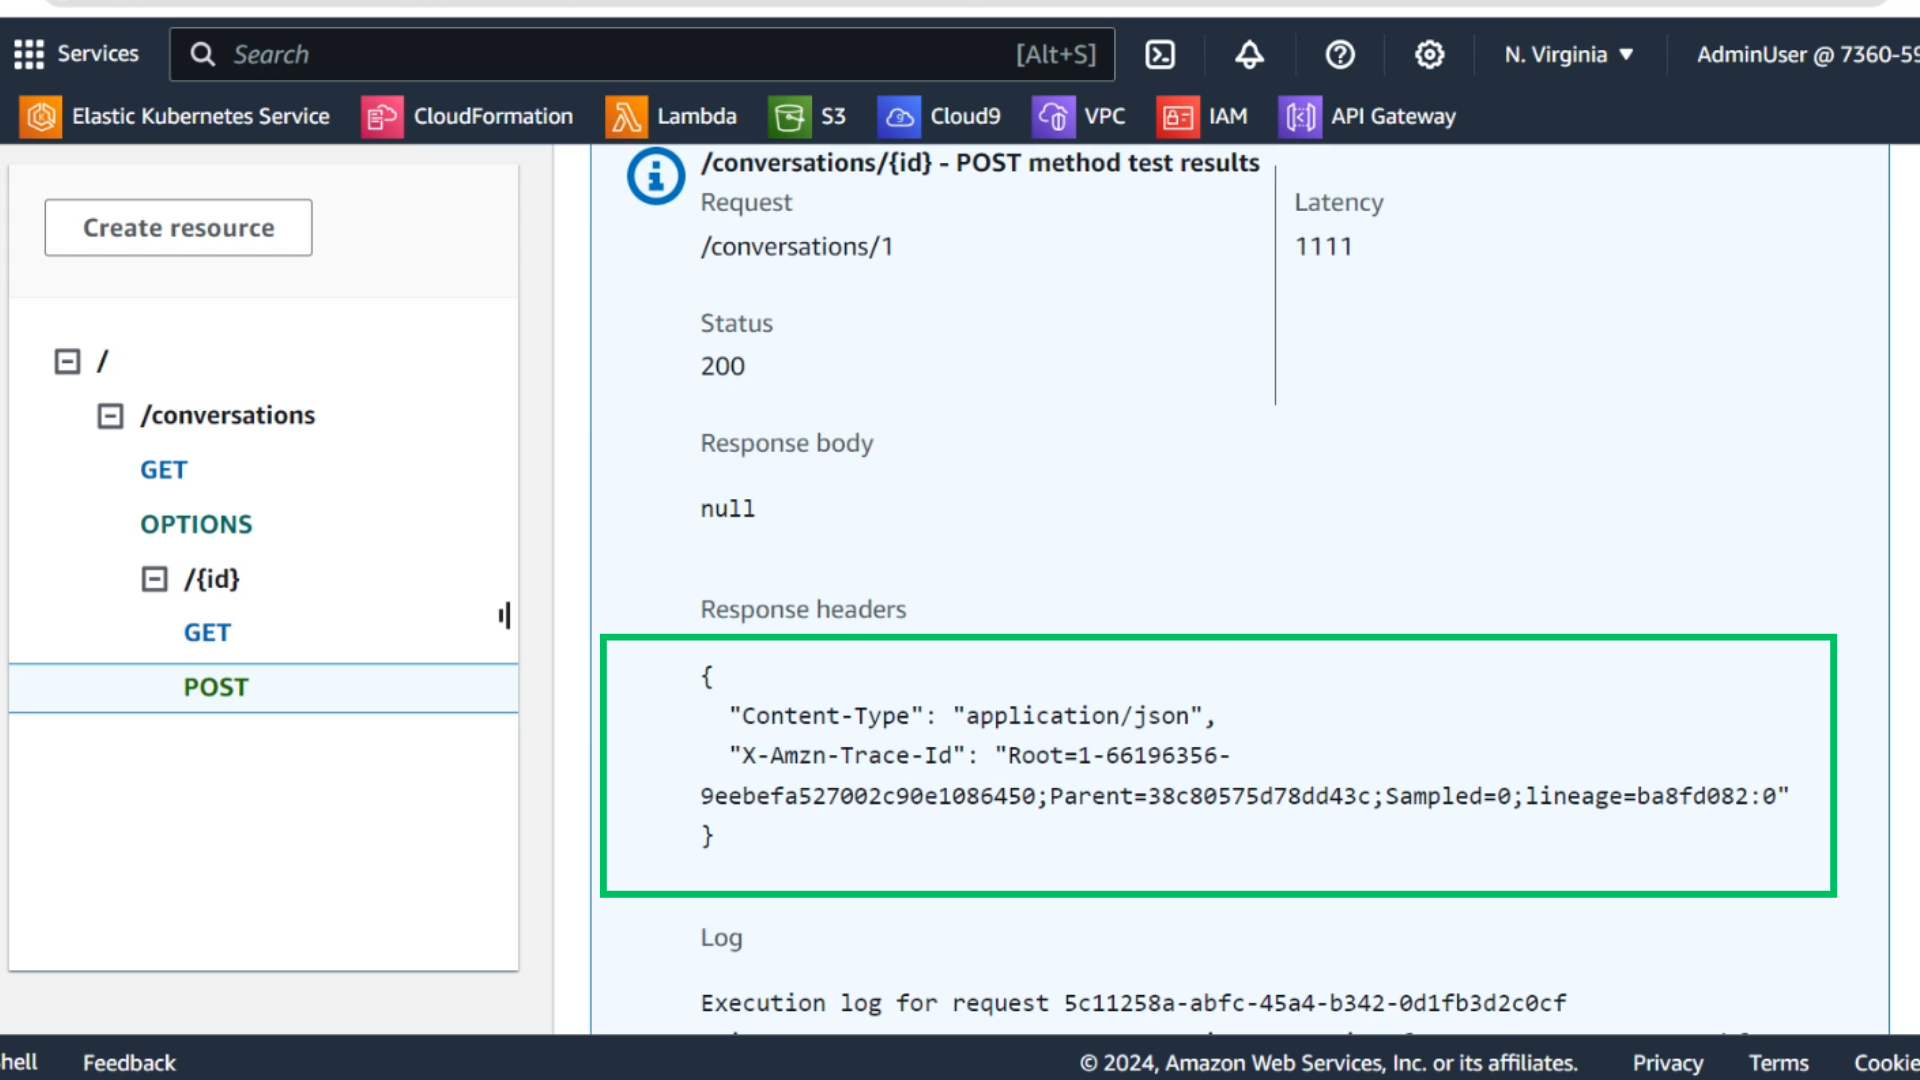 Services
Search
[Alt+S]
N. Virginia
AdminUser @ 7360-59
Elastic Kubernetes Service
CloudFormation
Lambda
S3
Cloud9
VPC
IAM
API Gateway
Create resource
/
/conversations
GET
OPTIONS
/{id}
GET
POST
/conversations/{id} - POST method test results
Request
/conversations/1
Latency
1111
Status
200
Response body
null
Response headers
{
"Content-Type": "application/json",
"X-Amzn-Trace-Id": "Root=1-66196356-
9eebefa527002c90e1086450;Parent=38c80575d78dd43c;Sampled=0;lineage=ba8fd082:0"
}
Log
Execution log for request 5c11258a-abfc-45a4-b342-0d1fb3d2c0cf
hell
Feedback
© 2024, Amazon Web Services, Inc. or its affiliates.
Privacy
Terms
Cookie